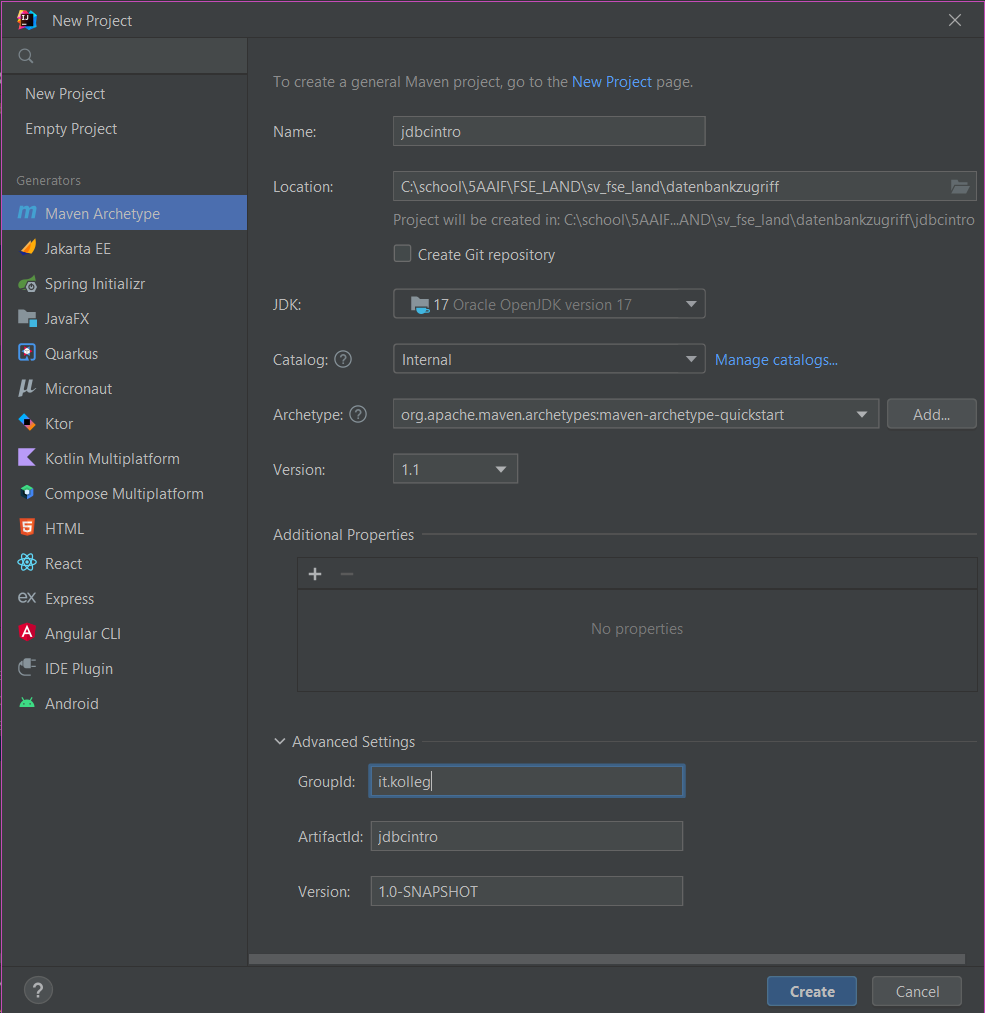 New Project
New Project
Empty Project
Generators
Maven Archetype
Jakarta EE
Spring Initializr
JavaFX
Quarkus
Micronaut
Ktor
Kotlin Multiplatform
Compose Multiplatform
HTML
React
Express
Angular CLI
IDE Plugin
Android
To create a general Maven project, go to the New Project page.
Name: jdbcintro
Location: C:\school\5AAIF\FSE_LAND\sv_fse_land\datenbankzugriff
Project will be created in: C:\school\5AAIF...AND\sv_fse_land\datenbankzugriff\jdbcintro
Create Git repository
JDK: 17 Oracle OpenJDK version 17
Catalog: ? Internal Manage catalogs...
Archetype: ? org.apache.maven.archetypes:maven-archetype-quickstart Add...
Version: 1.1
Additional Properties
+ −
No properties
Advanced Settings
GroupId: it.kolleg
ArtifactId: jdbcintro
Version: 1.0-SNAPSHOT
? Create Cancel